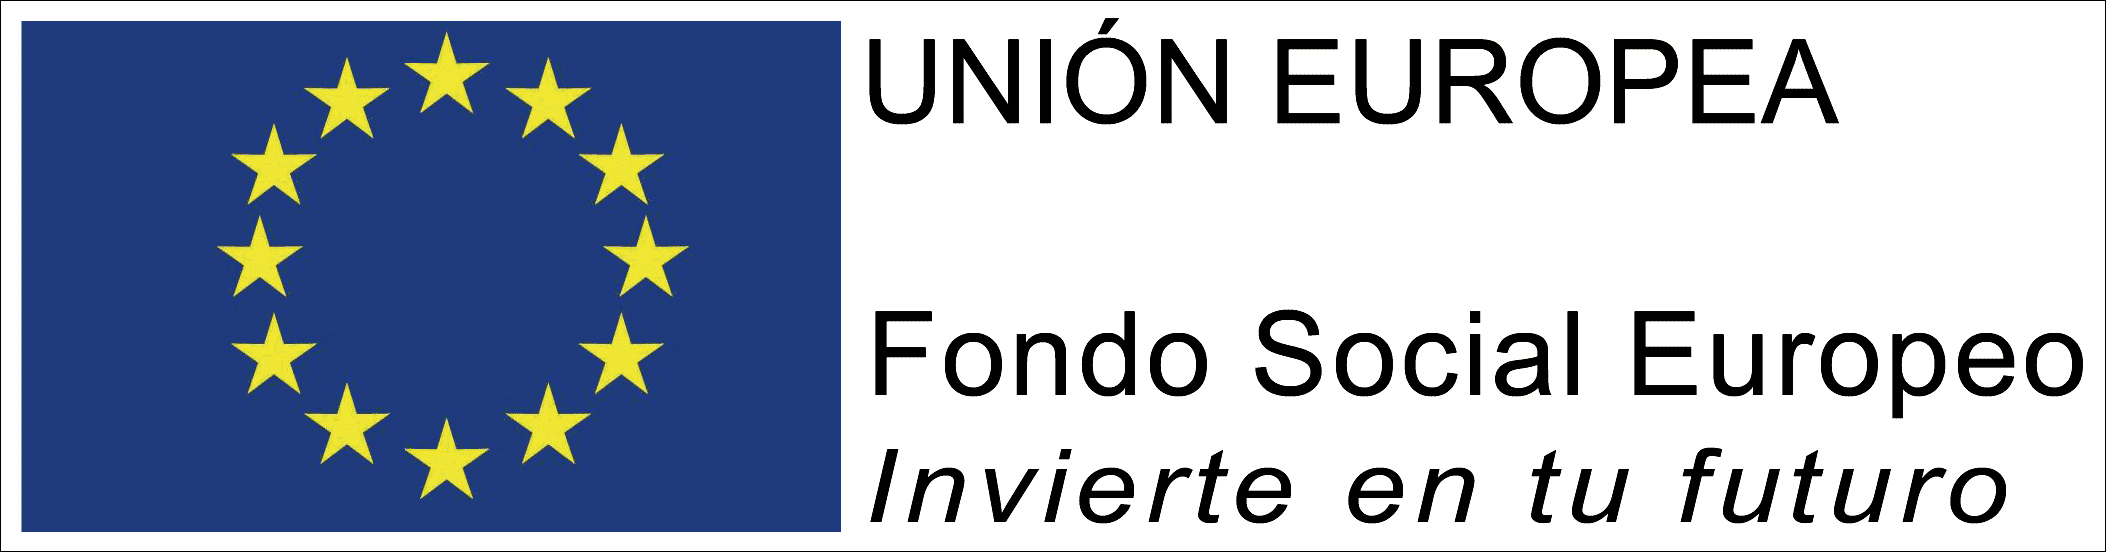 UNIÓN EUROPEA
Fondo Social Europeo
Invierte en tu futuro